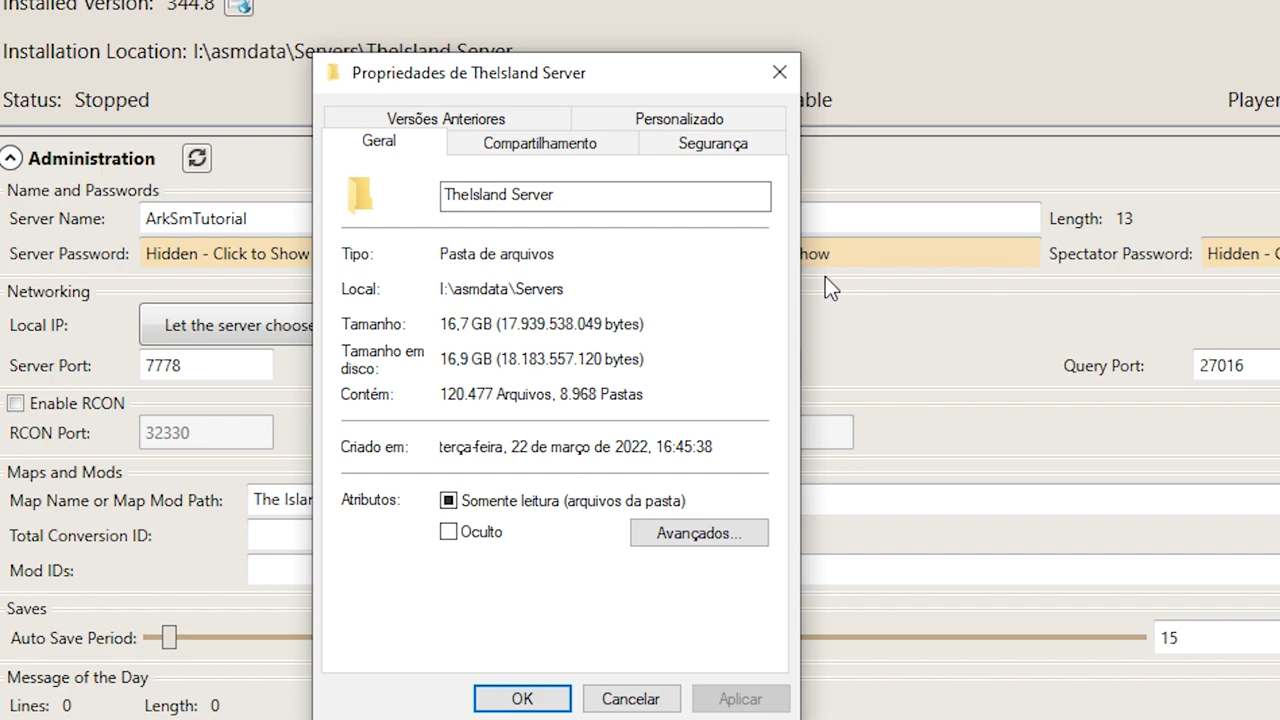 Installed Version: 344.8
Installation Location: I:\asmdata\Servers\TheIsland Server
Status: Stopped
able
Player
Administration
Name and Passwords
Server Name: ArkSmTutorial
Length: 13
Server Password: Hidden - Click to Show
how
Spectator Password: Hidden - C
Networking
Local IP: Let the server choose
Server Port: 7778
Query Port: 27016
Enable RCON
RCON Port: 32330
Maps and Mods
Map Name or Map Mod Path: The Islan
Total Conversion ID:
Mod IDs:
Saves
Auto Save Period: 15
Message of the Day
Lines: 0 Length: 0
Propriedades de TheIsland Server
Versões Anteriores Personalizado
Geral Compartilhamento Segurança
TheIsland Server
Tipo: Pasta de arquivos
Local: I:\asmdata\Servers
Tamanho: 16,7 GB (17.939.538.049 bytes)
Tamanho em
disco: 16,9 GB (18.183.557.120 bytes)
Contém: 120.477 Arquivos, 8.968 Pastas
Criado em: terça-feira, 22 de março de 2022, 16:45:38
Atributos: Somente leitura (arquivos da pasta)
Oculto Avançados...
OK Cancelar Aplicar